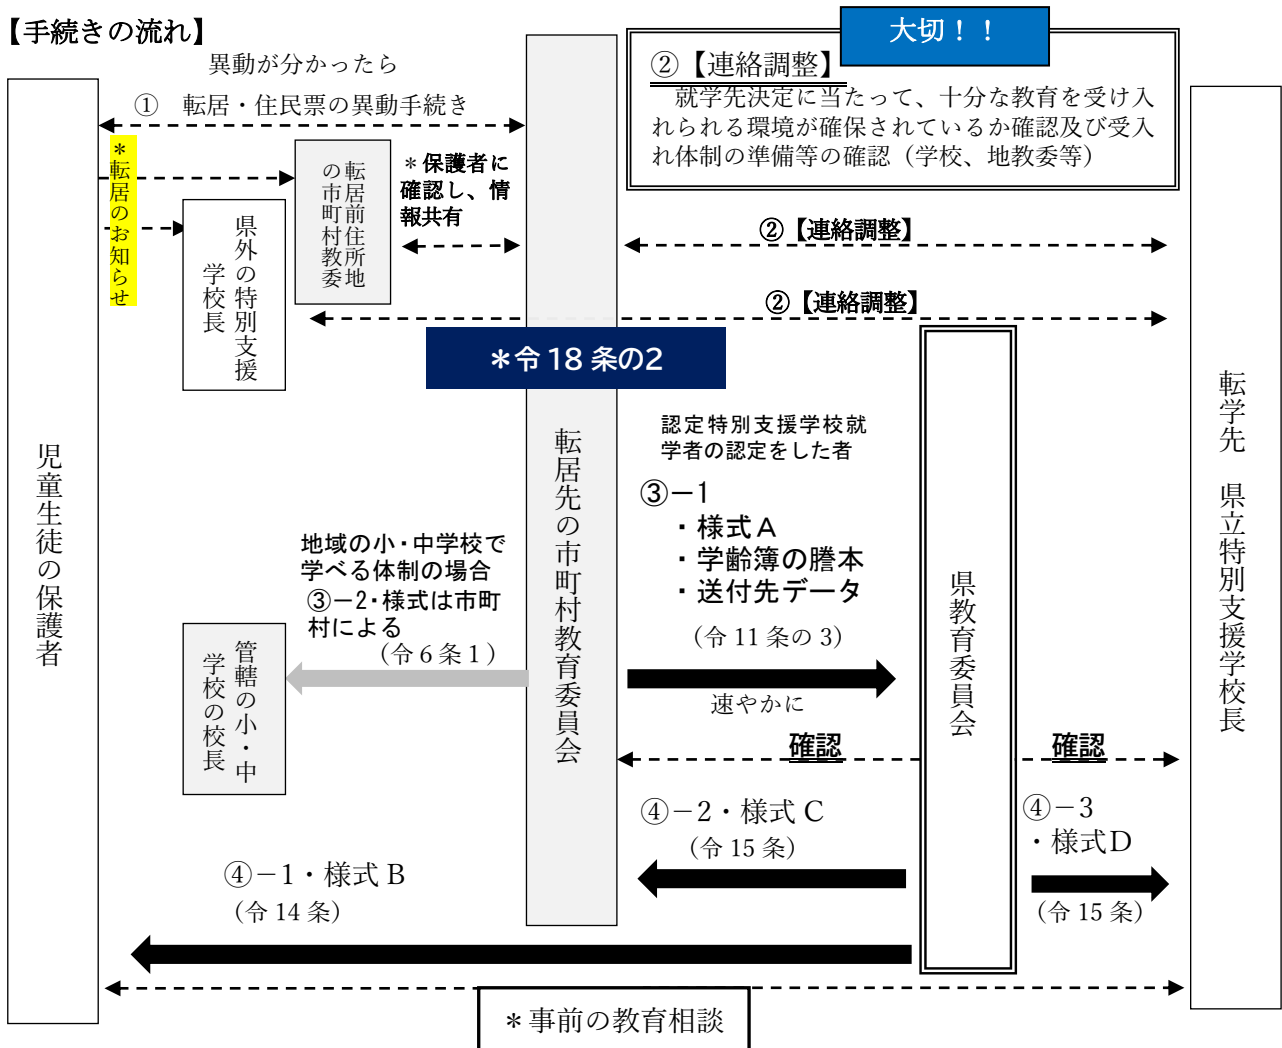 【手続きの流れ】
異動が分かったら
① 転居・住民票の異動手続き
＊転居のお知らせ
転居前住所地
の市町村教委
県外の特別支援
学校長
＊保護者に
確認し、情
報共有
大切！！
②【連絡調整】
就学先決定に当たって、十分な教育を受け入
れられる環境が確保されているか確認及び受入
れ体制の準備等の確認（学校、地教委等）
②【連絡調整】
②【連絡調整】
＊令 18 条の2
児童生徒の保護者
転居先の市町村教育委員会
県教育委員会
転学先　県立特別支援学校長
認定特別支援学校就
学者の認定をした者
③－1
・様式Ａ
・学齢簿の謄本
・送付先データ
（令 11 条の 3）
速やかに
地域の小・中学校で
学べる体制の場合
③－2・様式は市町
村による
（令６条１）
管轄の小・中
学校の校長
確認
確認
④－2・様式 C
（令 15 条）
④－3
・様式D
（令 15 条）
④－1・様式 B
（令 14 条）
＊事前の教育相談